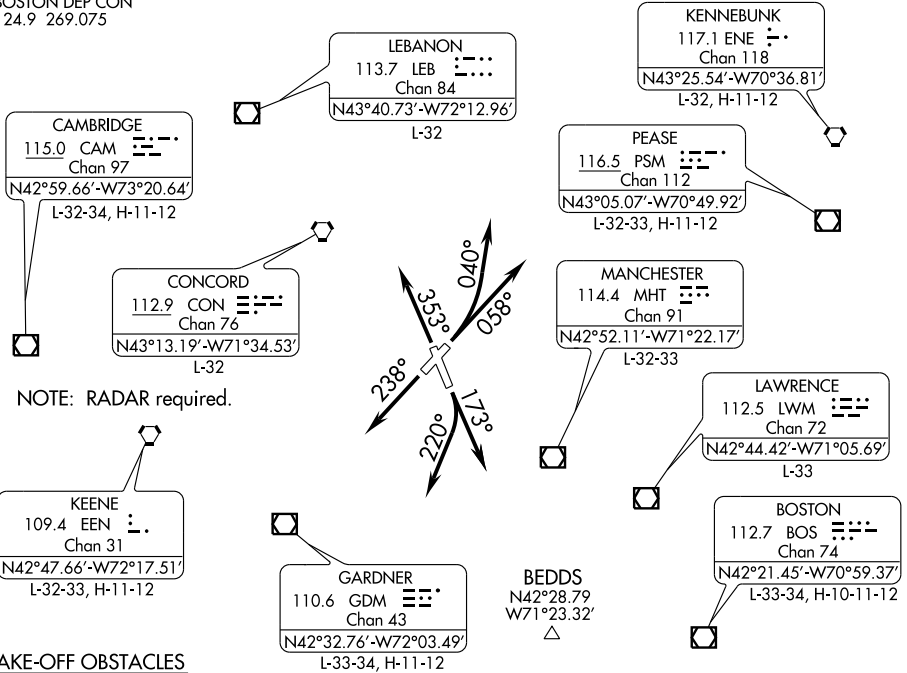 BOSTON DEP CON
24.9 269.075
LEBANON
113.7 LEB
Chan 84
N43°40.73′-W72°12.96′
L-32
KENNEBUNK
117.1 ENE
Chan 118
N43°25.54′-W70°36.81′
L-32, H-11-12
CAMBRIDGE
115.0 CAM
Chan 97
N42°59.66′-W73°20.64′
L-32-34, H-11-12
PEASE
116.5 PSM
Chan 112
N43°05.07′-W70°49.92′
L-32-33, H-11-12
CONCORD
112.9 CON
Chan 76
N43°13.19′-W71°34.53′
L-32
353°
040°
058°
238°
220°
173°
MANCHESTER
114.4 MHT
Chan 91
N42°52.11′-W71°22.17′
L-32-33
NOTE: RADAR required.
LAWRENCE
112.5 LWM
Chan 72
N42°44.42′-W71°05.69′
L-33
KEENE
109.4 EEN
Chan 31
N42°47.66′-W72°17.51′
L-32-33, H-11-12
GARDNER
110.6 GDM
Chan 43
N42°32.76′-W72°03.49′
L-33-34, H-11-12
BEDDS
N42°28.79
W71°23.32′
BOSTON
112.7 BOS
Chan 74
N42°21.45′-W70°59.37′
L-33-34, H-10-11-12
AKE-OFF OBSTACLES